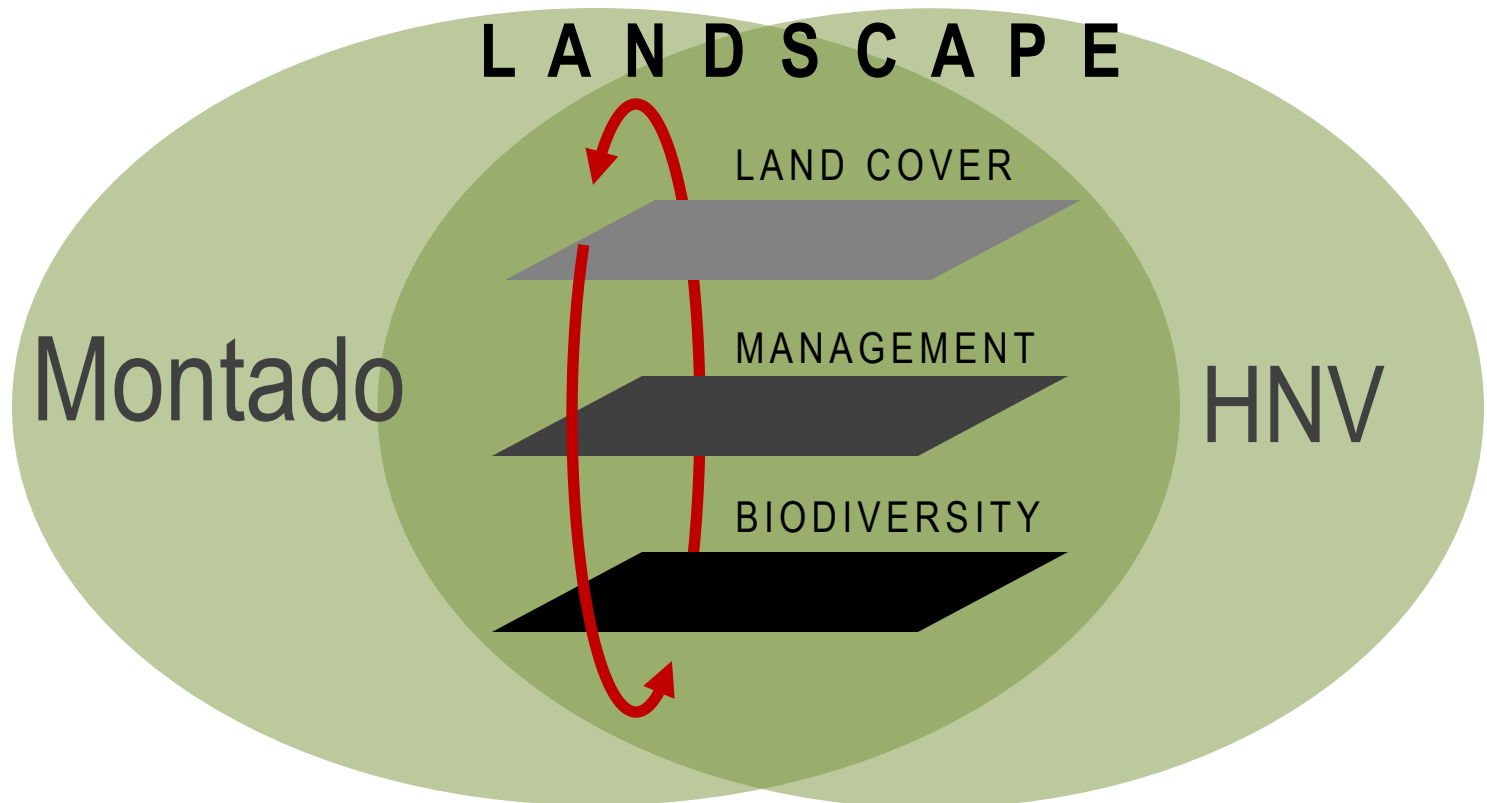 LANDSCAPE
LAND COVER
MANAGEMENT
Montado
HNV
BIODIVERSITY